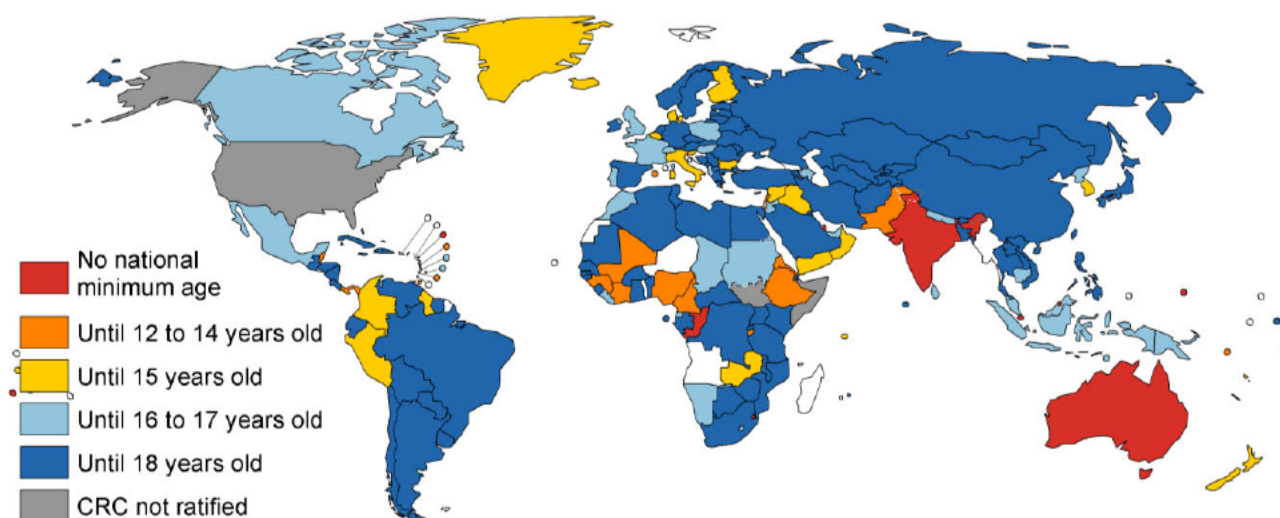 No national
minimum age
Until 12 to 14 years old
Until 15 years old
Until 16 to 17 years old
Until 18 years old
CRC not ratified